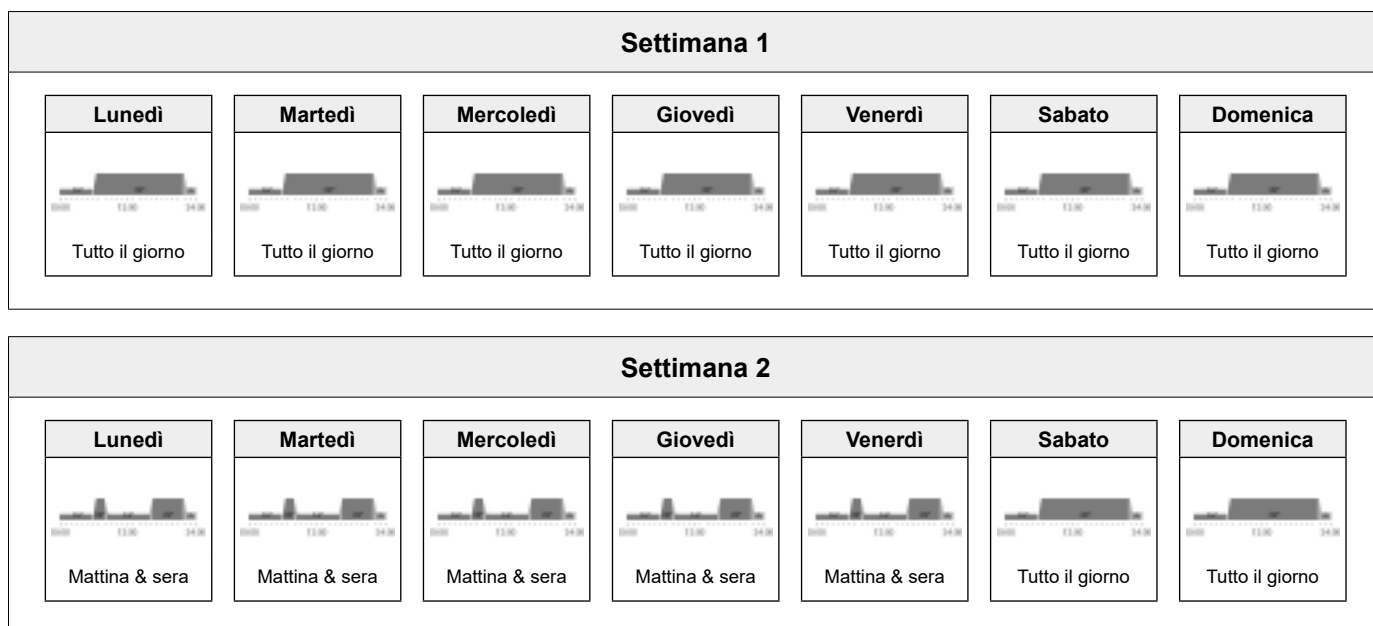 Settimana 1
Lunedì Martedì Mercoledì Giovedì Venerdì Sabato Domenica
Tutto il giorno Tutto il giorno Tutto il giorno Tutto il giorno Tutto il giorno Tutto il giorno Tutto il giorno
Settimana 2
Lunedì Martedì Mercoledì Giovedì Venerdì Sabato Domenica
Mattina & sera Mattina & sera Mattina & sera Mattina & sera Mattina & sera Tutto il giorno Tutto il giorno